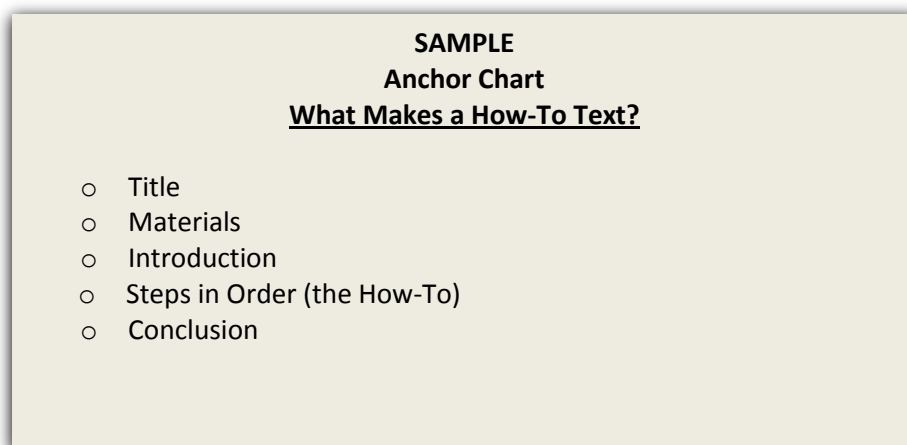 SAMPLE
Anchor Chart
What Makes a How-To Text?
o Title
o Materials
o Introduction
o Steps in Order (the How-To)
o Conclusion